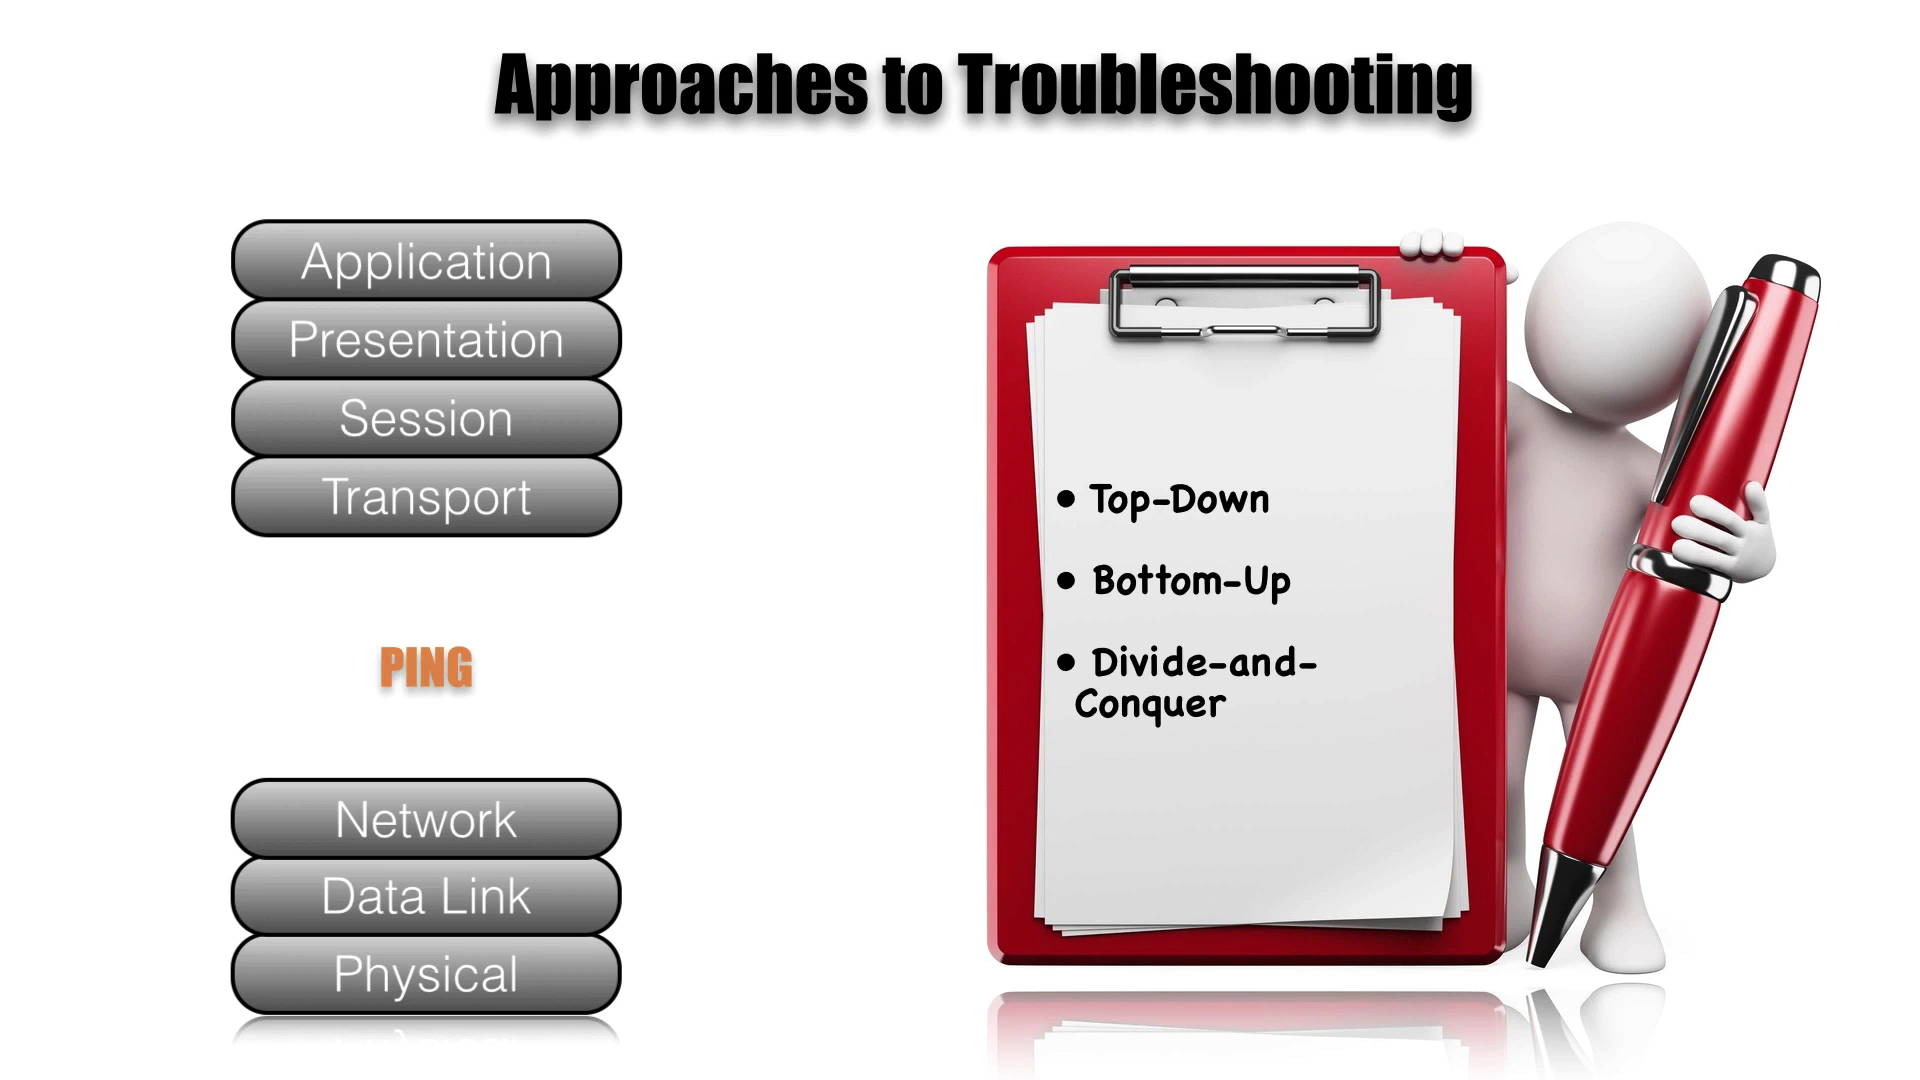 Approaches to Troubleshooting
Application
Presentation
Session
Transport
PING
Network
Data Link
Physical
• Top-Down
• Bottom-Up
• Divide-and-
Conquer